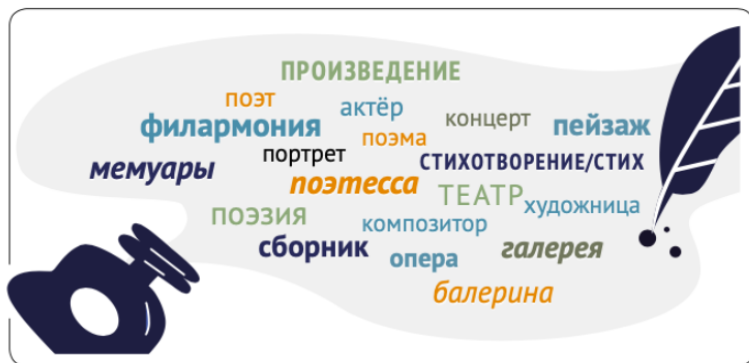 ПРОИЗВЕДЕНИЕ
поэт
актёр
концерт
филармония
поэма
пейзаж
мемуары
портрет
СТИХОТВОРЕНИЕ/СТИХ
поэтесса
ТЕАТР
художница
поэзия
композитор
сборник
опера
галерея
балерина